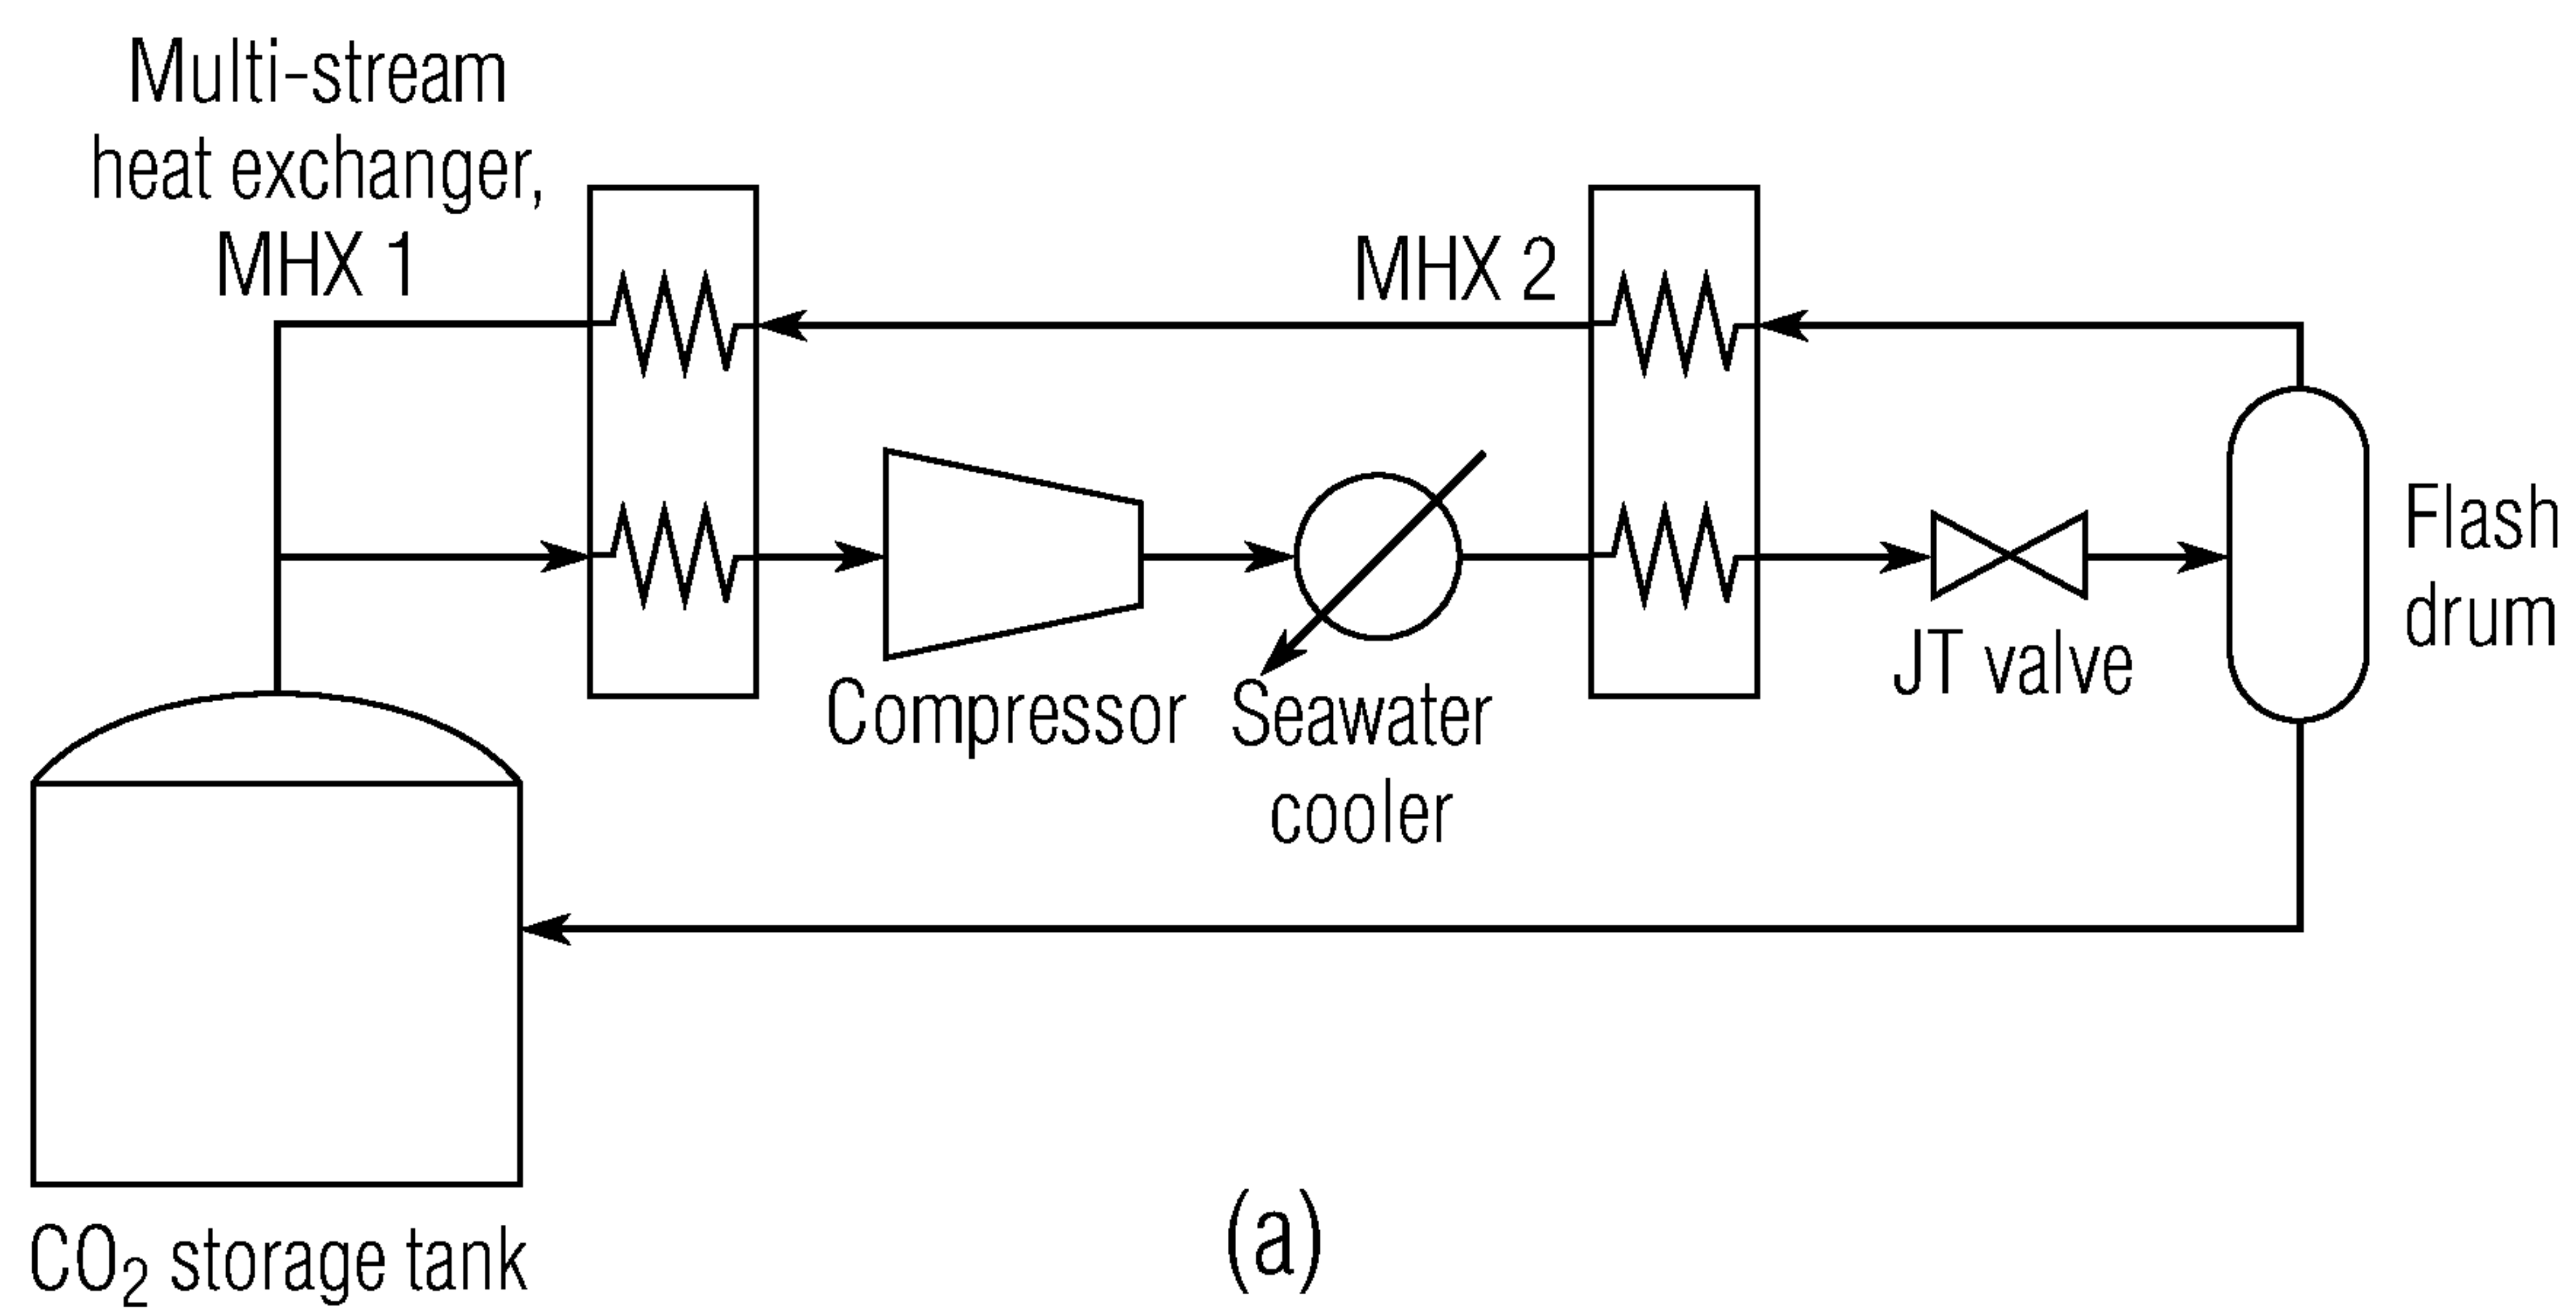 Multi-stream
heat exchanger,
MHX 1
MHX 2
Compressor
Seawater
cooler
JT valve
Flash
drum
CO₂ storage tank
(a)